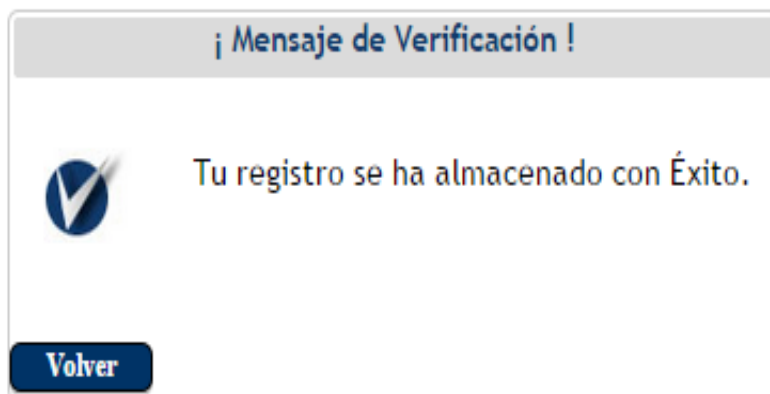 ¡ Mensaje de Verificación !
Tu registro se ha almacenado con Éxito.
Volver